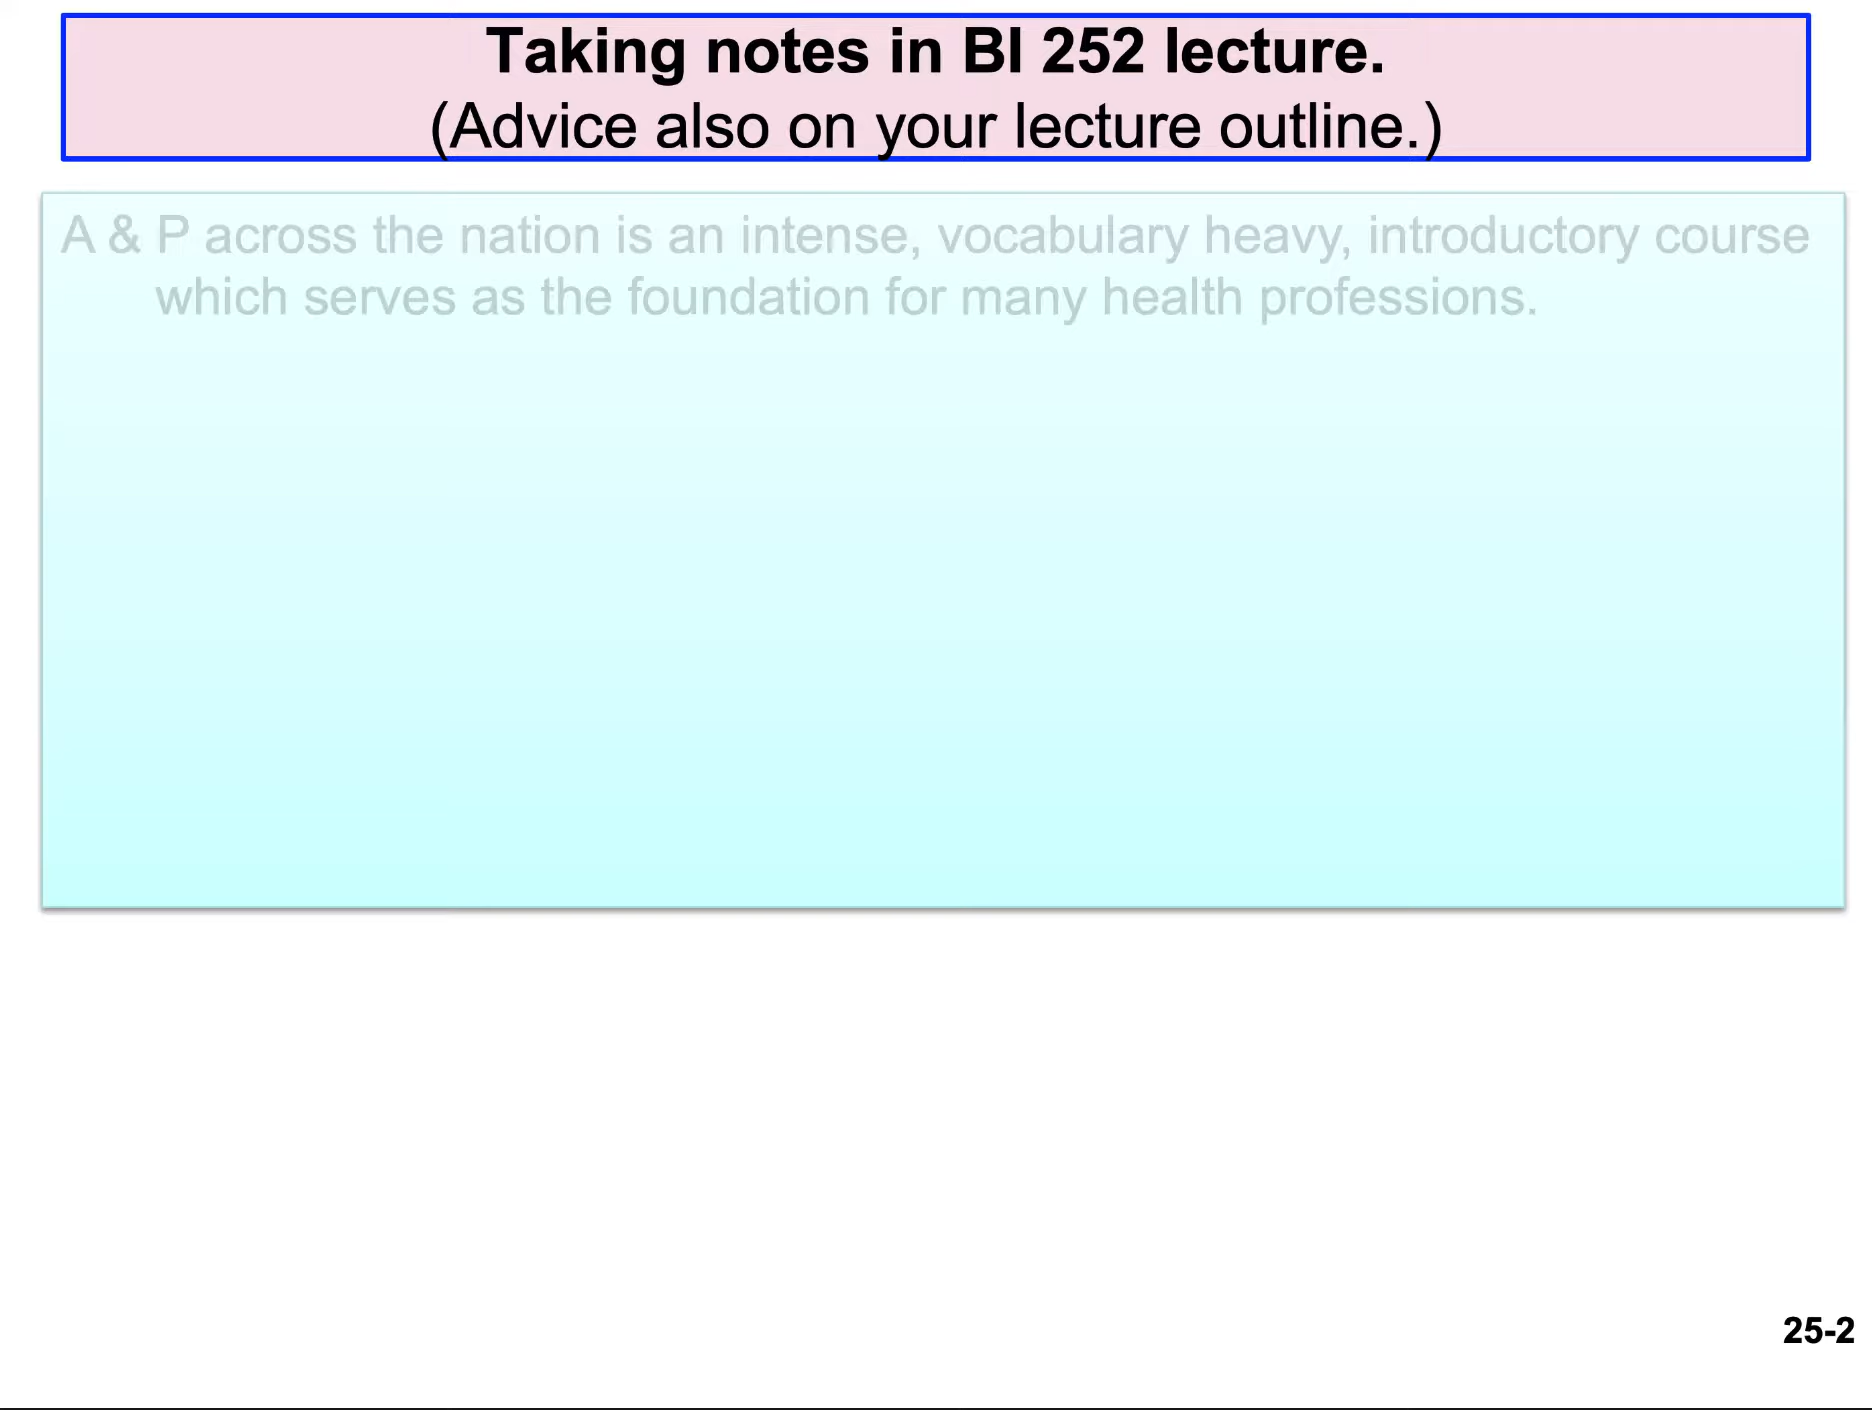 Taking notes in BI 252 lecture.
(Advice also on your lecture outline.)
A & P across the nation is an intense, vocabulary heavy, introductory course
which serves as the foundation for many health professions.
25-2